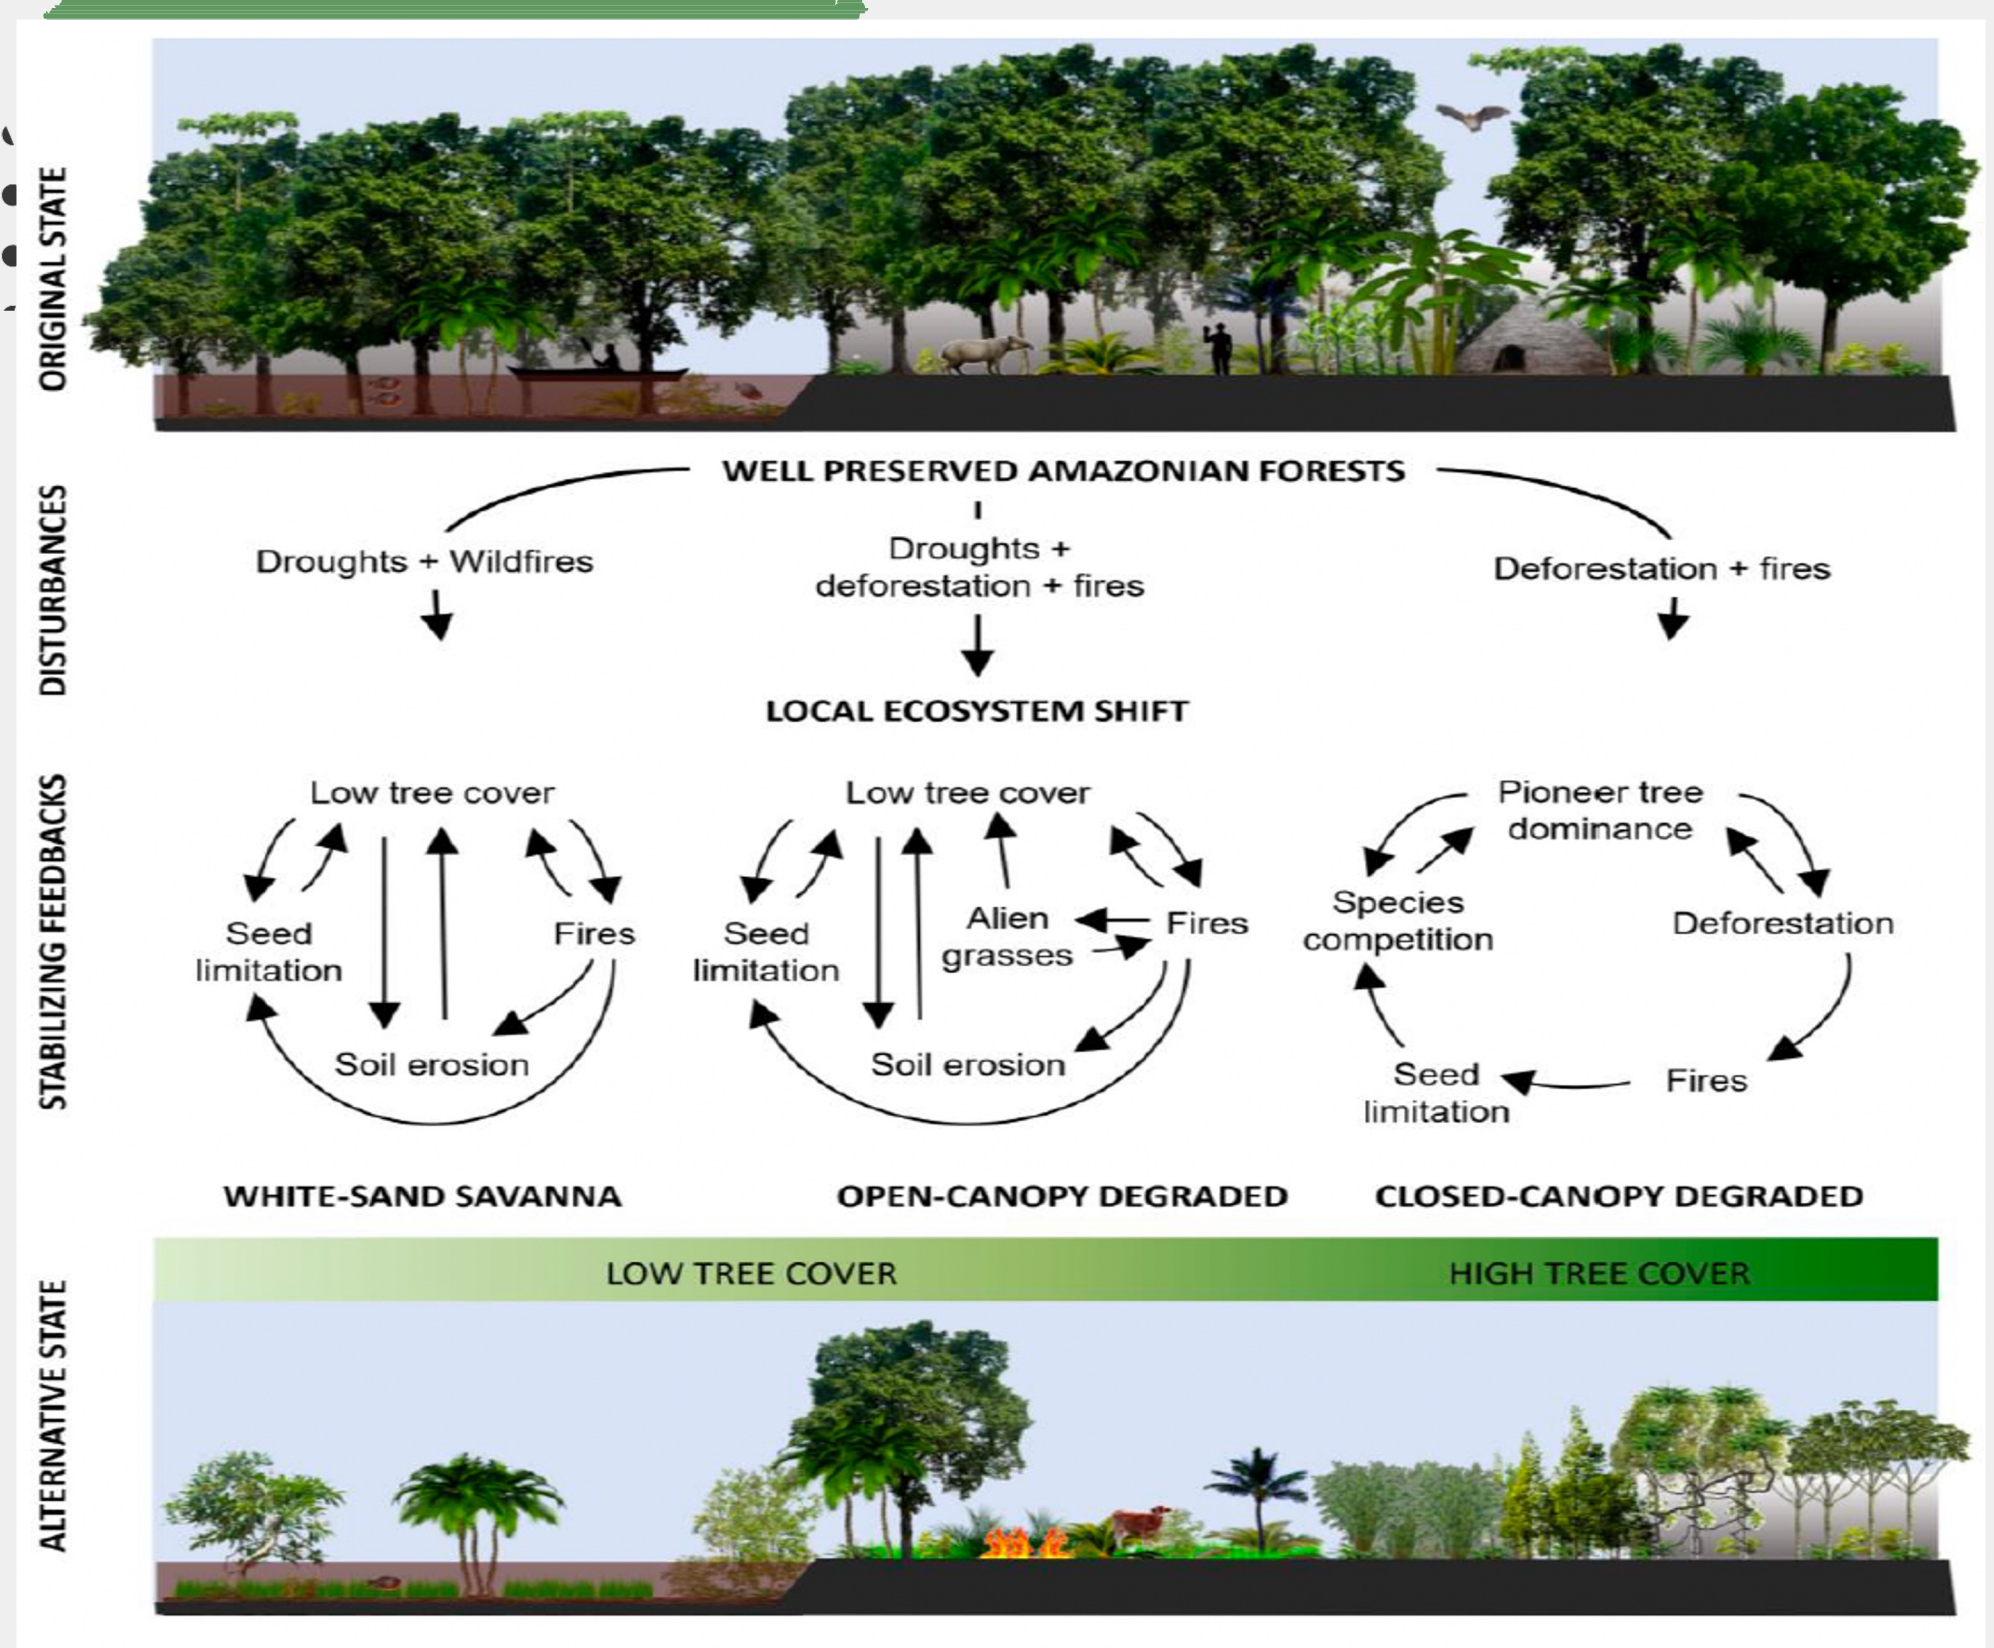 ORIGINAL STATE
WELL PRESERVED AMAZONIAN FORESTS
DISTURBANCES
Droughts + Wildfires
Droughts +
deforestation + fires
Deforestation + fires
LOCAL ECOSYSTEM SHIFT
STABILIZING FEEDBACKS
Low tree cover
Seed
limitation
Fires
Soil erosion
Low tree cover
Seed
limitation
Alien
grasses
Fires
Soil erosion
Pioneer tree
dominance
Species
competition
Deforestation
Seed
limitation
Fires
WHITE-SAND SAVANNA
OPEN-CANOPY DEGRADED
CLOSED-CANOPY DEGRADED
LOW TREE COVER
HIGH TREE COVER
ALTERNATIVE STATE